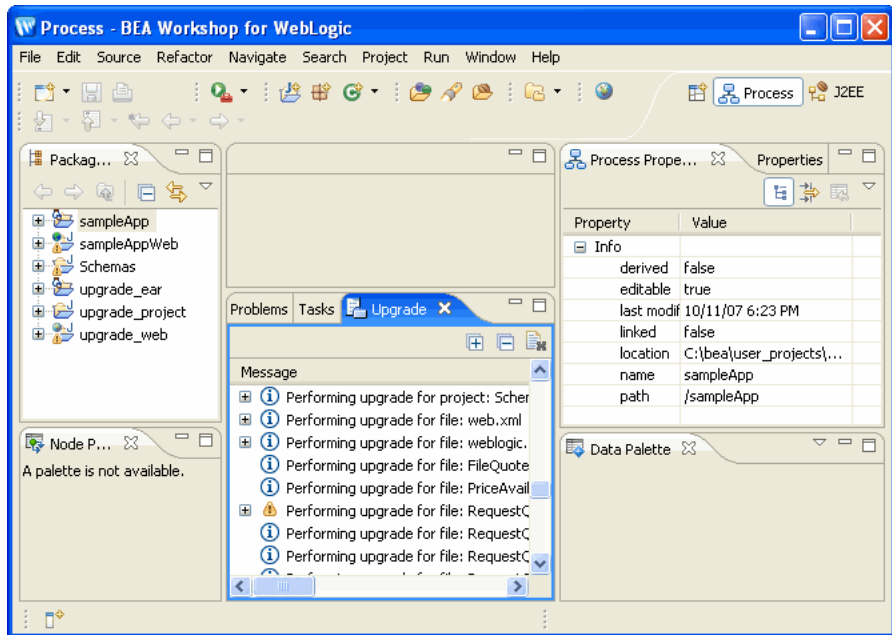 Process - BEA Workshop for WebLogic
File Edit Source Refactor Navigate Search Project Run Window Help
Process J2EE
Packag...
sampleApp
sampleAppWeb
Schemas
upgrade_ear
upgrade_project
upgrade_web
Node P...
A palette is not available.
Problems Tasks Upgrade
Message
Performing upgrade for project: Scher
Performing upgrade for file: web.xml
Performing upgrade for file: weblogic.
Performing upgrade for file: FileQuote
Performing upgrade for file: PriceAvail
Performing upgrade for file: RequestQ
Performing upgrade for file: RequestQ
Performing upgrade for file: RequestQ
Process Prope... Properties
Property Value
Info
derived false
editable true
last modif 10/11/07 6:23 PM
linked false
location C:\bea\user_projects\...
name sampleApp
path /sampleApp
Data Palette